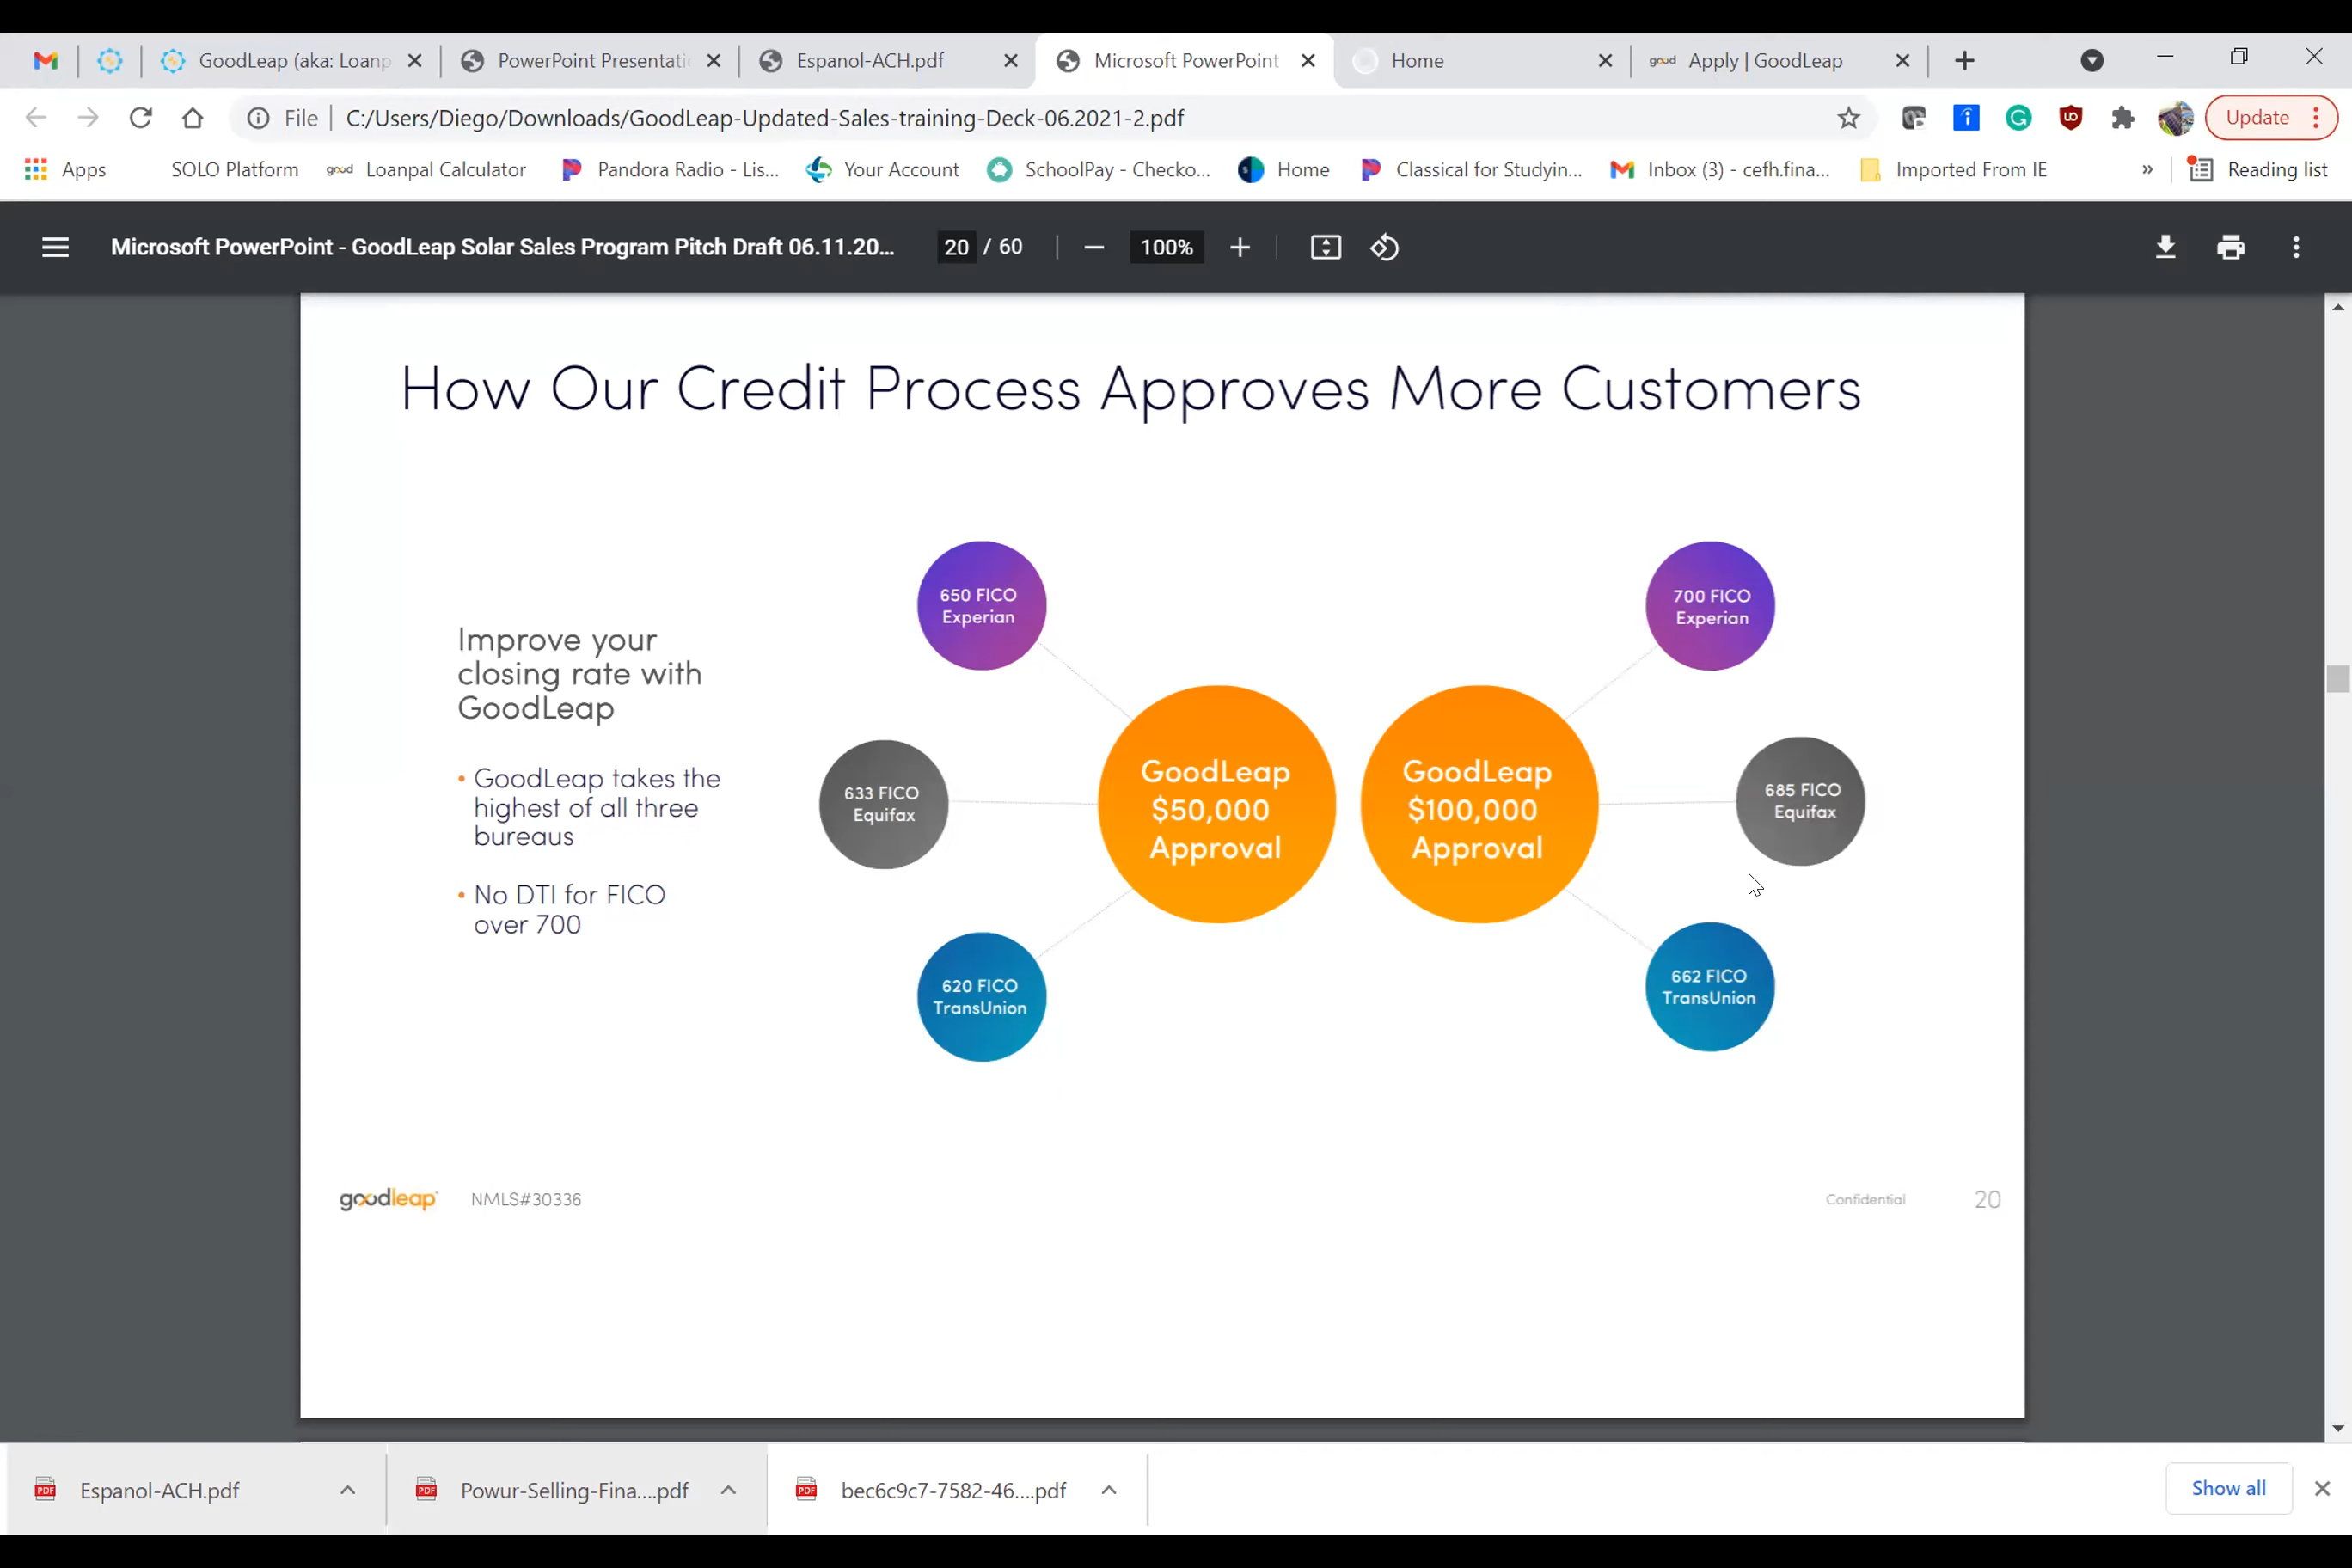 GoodLeap (aka: Loanp
PowerPoint Presentati
Espanol-ACH.pdf
Microsoft PowerPoint
Home
good Apply | GoodLeap
File
C:/Users/Diego/Downloads/GoodLeap-Updated-Sales-training-Deck-06.2021-2.pdf
Update
Apps
SOLO Platform
good Loanpal Calculator
Pandora Radio - Lis...
Your Account
SchoolPay - Checko...
Home
Classical for Studyin...
Inbox (3) - cefh.fina...
Imported From IE
»
Reading list
Microsoft PowerPoint - GoodLeap Solar Sales Program Pitch Draft 06.11.20...
20 / 60
100%
How Our Credit Process Approves More Customers
Improve your
closing rate with
GoodLeap
• GoodLeap takes the
highest of all three
bureaus
• No DTI for FICO
over 700
650 FICO
Experian
633 FICO
Equifax
620 FICO
TransUnion
GoodLeap
$50,000
Approval
GoodLeap
$100,000
Approval
700 FICO
Experian
685 FICO
Equifax
662 FICO
TransUnion
goodleap
NMLS#30336
Confidential
20
PDF Espanol-ACH.pdf
PDF Powur-Selling-Fina....pdf
PDF bec6c9c7-7582-46....pdf
Show all